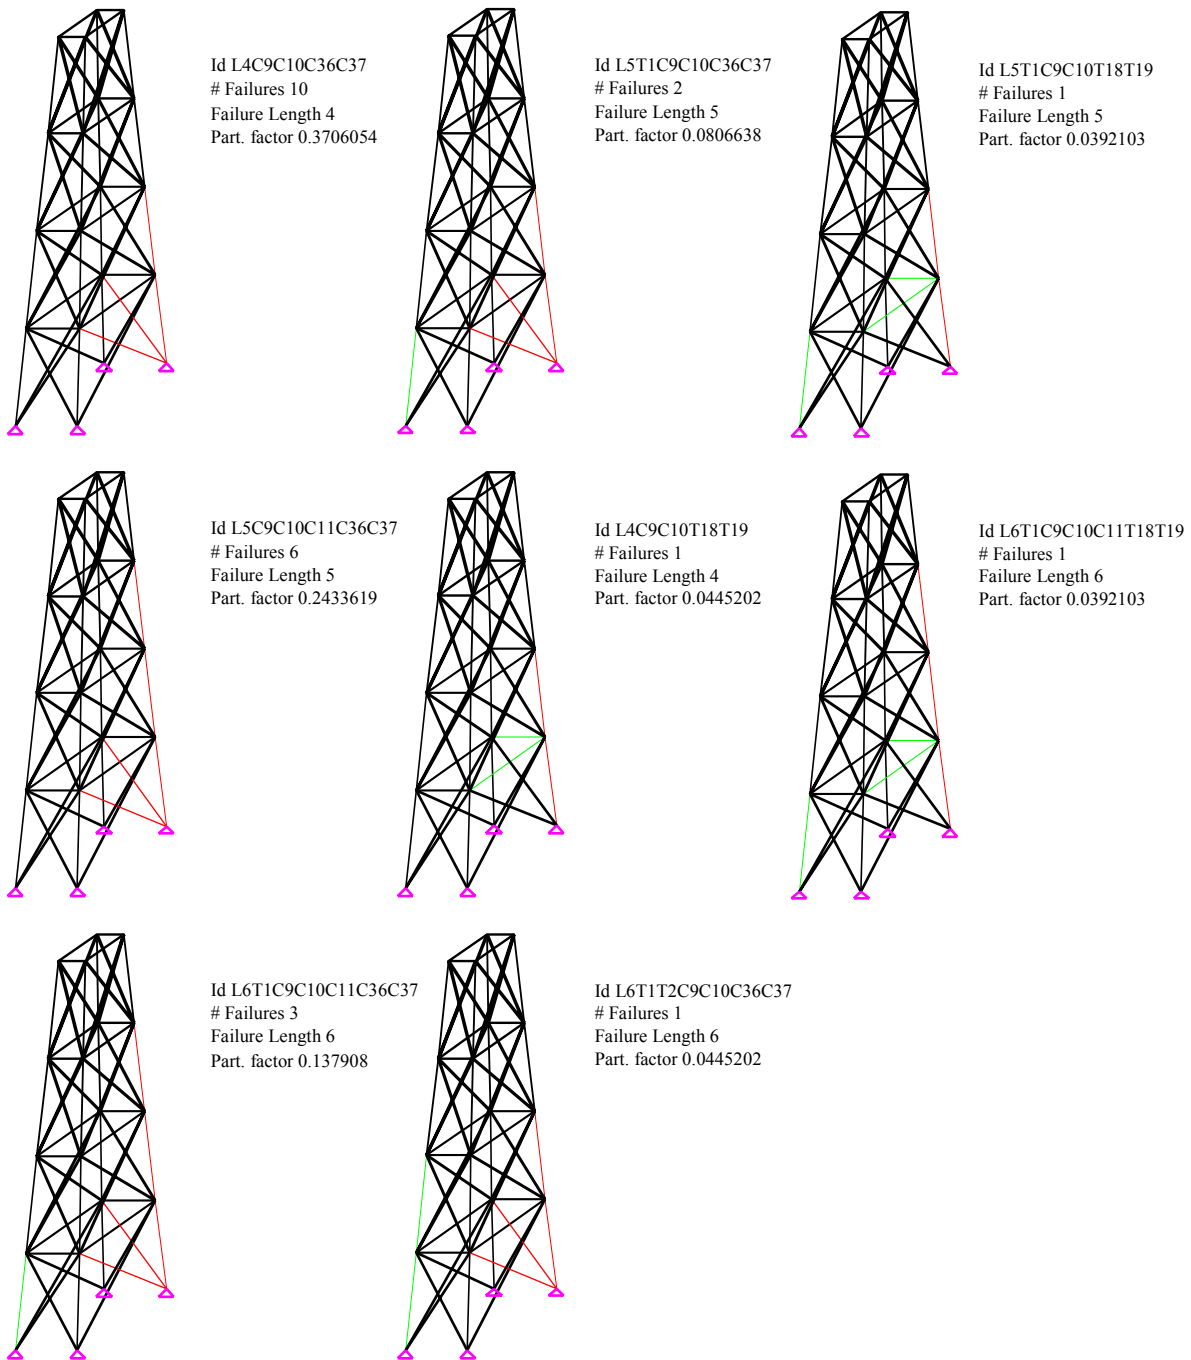 Id L4C9C10C36C37
# Failures 10
Failure Length 4
Part. factor 0.3706054
Id L5T1C9C10C36C37
# Failures 2
Failure Length 5
Part. factor 0.0806638
Id L5T1C9C10T18T19
# Failures 1
Failure Length 5
Part. factor 0.0392103
Id L5C9C10C11C36C37
# Failures 6
Failure Length 5
Part. factor 0.2433619
Id L4C9C10T18T19
# Failures 1
Failure Length 4
Part. factor 0.0445202
Id L6T1C9C10C11T18T19
# Failures 1
Failure Length 6
Part. factor 0.0392103
Id L6T1C9C10C11C36C37
# Failures 3
Failure Length 6
Part. factor 0.137908
Id L6T1T2C9C10C36C37
# Failures 1
Failure Length 6
Part. factor 0.0445202